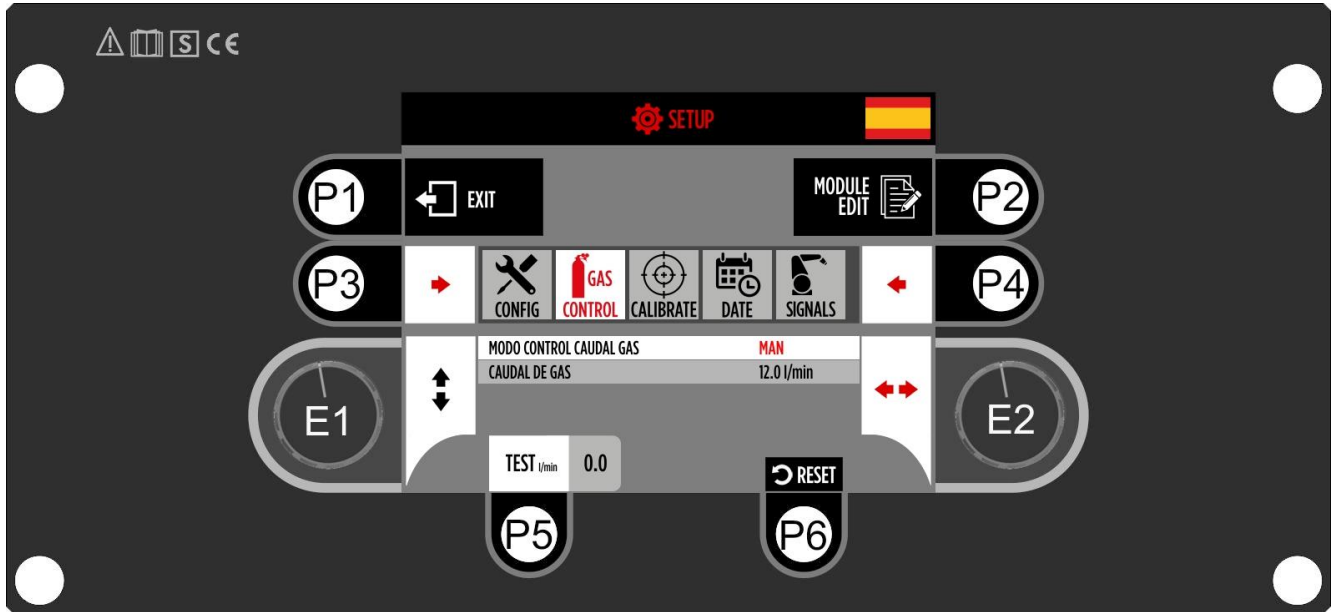 S CE
SETUP
P1
EXIT
MODULE
EDIT
P2
P3
CONFIG
GAS
CONTROL
CALIBRATE
DATE
SIGNALS
P4
MODO CONTROL CAUDAL GAS MAN
CAUDAL DE GAS 12.0 l/min
E1
E2
TEST l/min 0.0
RESET
P5
P6